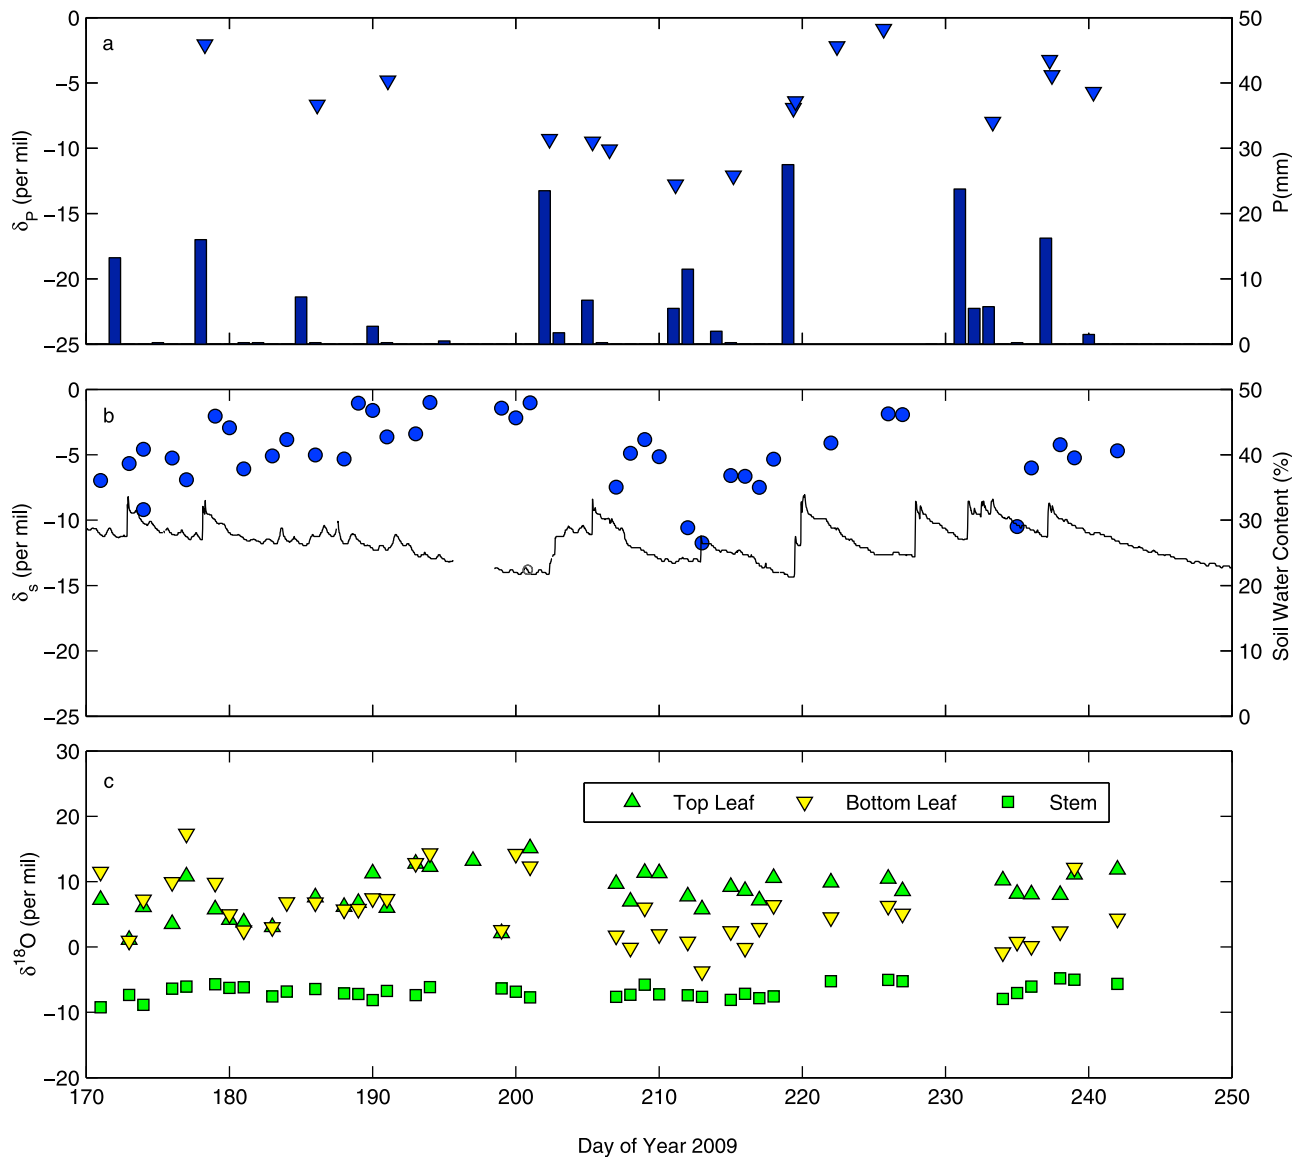 a
0
−5
−10
−15
−20
−25
δP (per mil)
50
40
30
20
10
0
P(mm)
b
0
−5
−10
−15
−20
−25
δs (per mil)
50
40
30
20
10
0
Soil Water Content (%)
c
30
20
10
0
−10
−20
δ18O (per mil)
Top Leaf Bottom Leaf Stem
170 180 190 200 210 220 230 240 250
Day of Year 2009